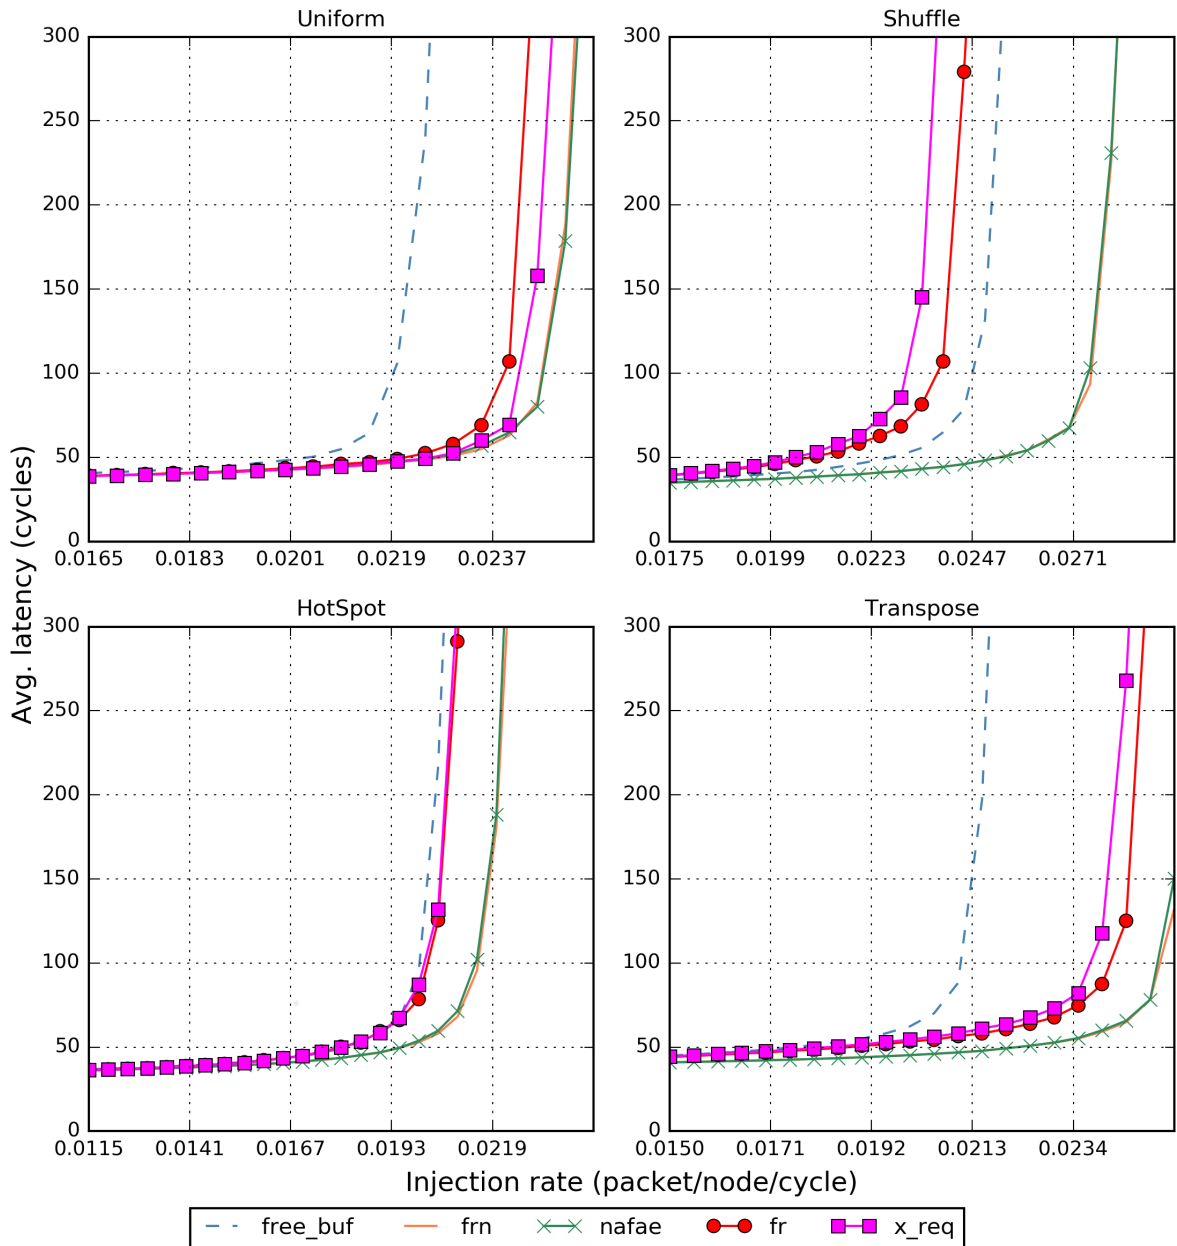 Uniform
Shuffle
300
250
200
150
100
50
0
0.0165 0.0183 0.0201 0.0219 0.0237
300
250
200
150
100
50
0
0.0175 0.0199 0.0223 0.0247 0.0271
Avg. latency (cycles)
HotSpot
Transpose
300
250
200
150
100
50
0
0.0115 0.0141 0.0167 0.0193 0.0219
300
250
200
150
100
50
0
0.0150 0.0171 0.0192 0.0213 0.0234
Injection rate (packet/node/cycle)
free_buf frn nafae fr x_req